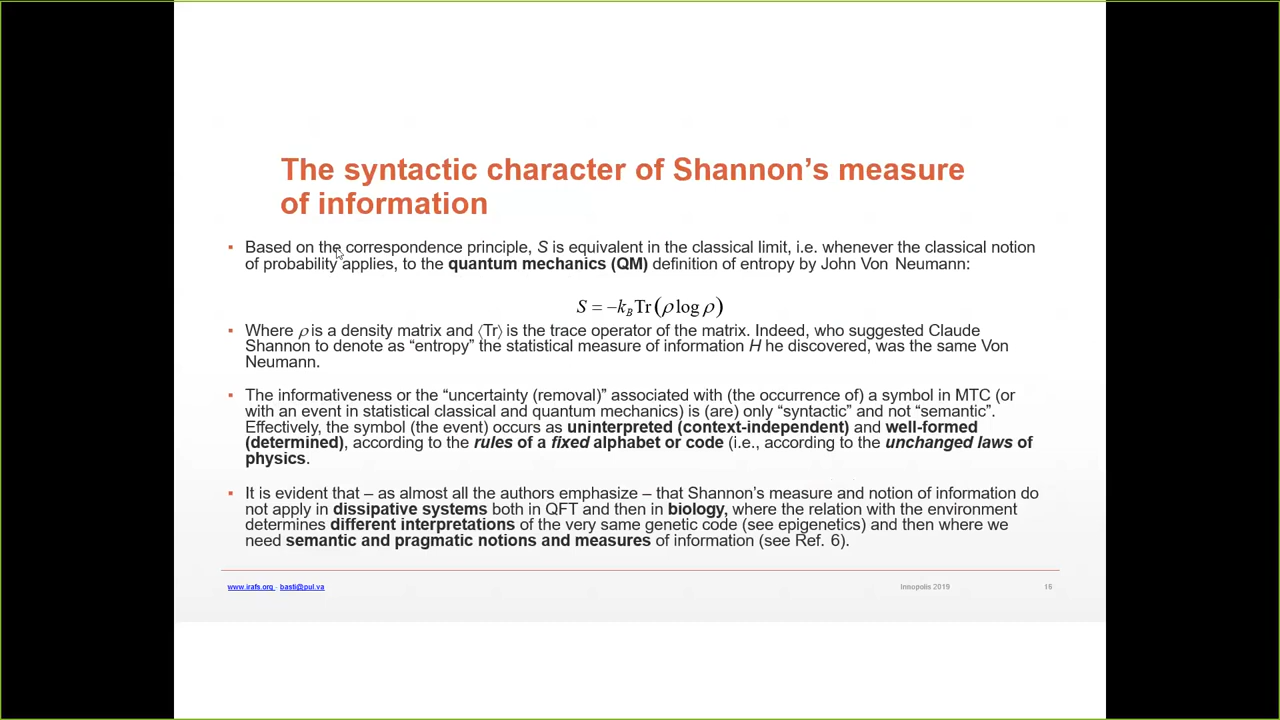 The syntactic character of Shannon’s measure
of information
▪ Based on the correspondence principle, S is equivalent in the classical limit, i.e. whenever the classical notion
of probability applies, to the quantum mechanics (QM) definition of entropy by John Von Neumann:
S = −k_B Tr(ρ log ρ)
▪ Where ρ is a density matrix and ⟨Tr⟩ is the trace operator of the matrix. Indeed, who suggested Claude
Shannon to denote as “entropy” the statistical measure of information H he discovered, was the same Von
Neumann.
▪ The informativeness or the “uncertainty (removal)” associated with (the occurrence of) a symbol in MTC (or
with an event in statistical classical and quantum mechanics) is (are) only “syntactic” and not “semantic”.
Effectively, the symbol (the event) occurs as uninterpreted (context-independent) and well-formed
(determined), according to the rules of a fixed alphabet or code (i.e., according to the unchanged laws of
physics.
▪ It is evident that – as almost all the authors emphasize – that Shannon’s measure and notion of information do
not apply in dissipative systems both in QFT and then in biology, where the relation with the environment
determines different interpretations of the very same genetic code (see epigenetics) and then where we
need semantic and pragmatic notions and measures of information (see Ref. 6).
www.irafs.org - basti@pul.va Innopolis 2019 16